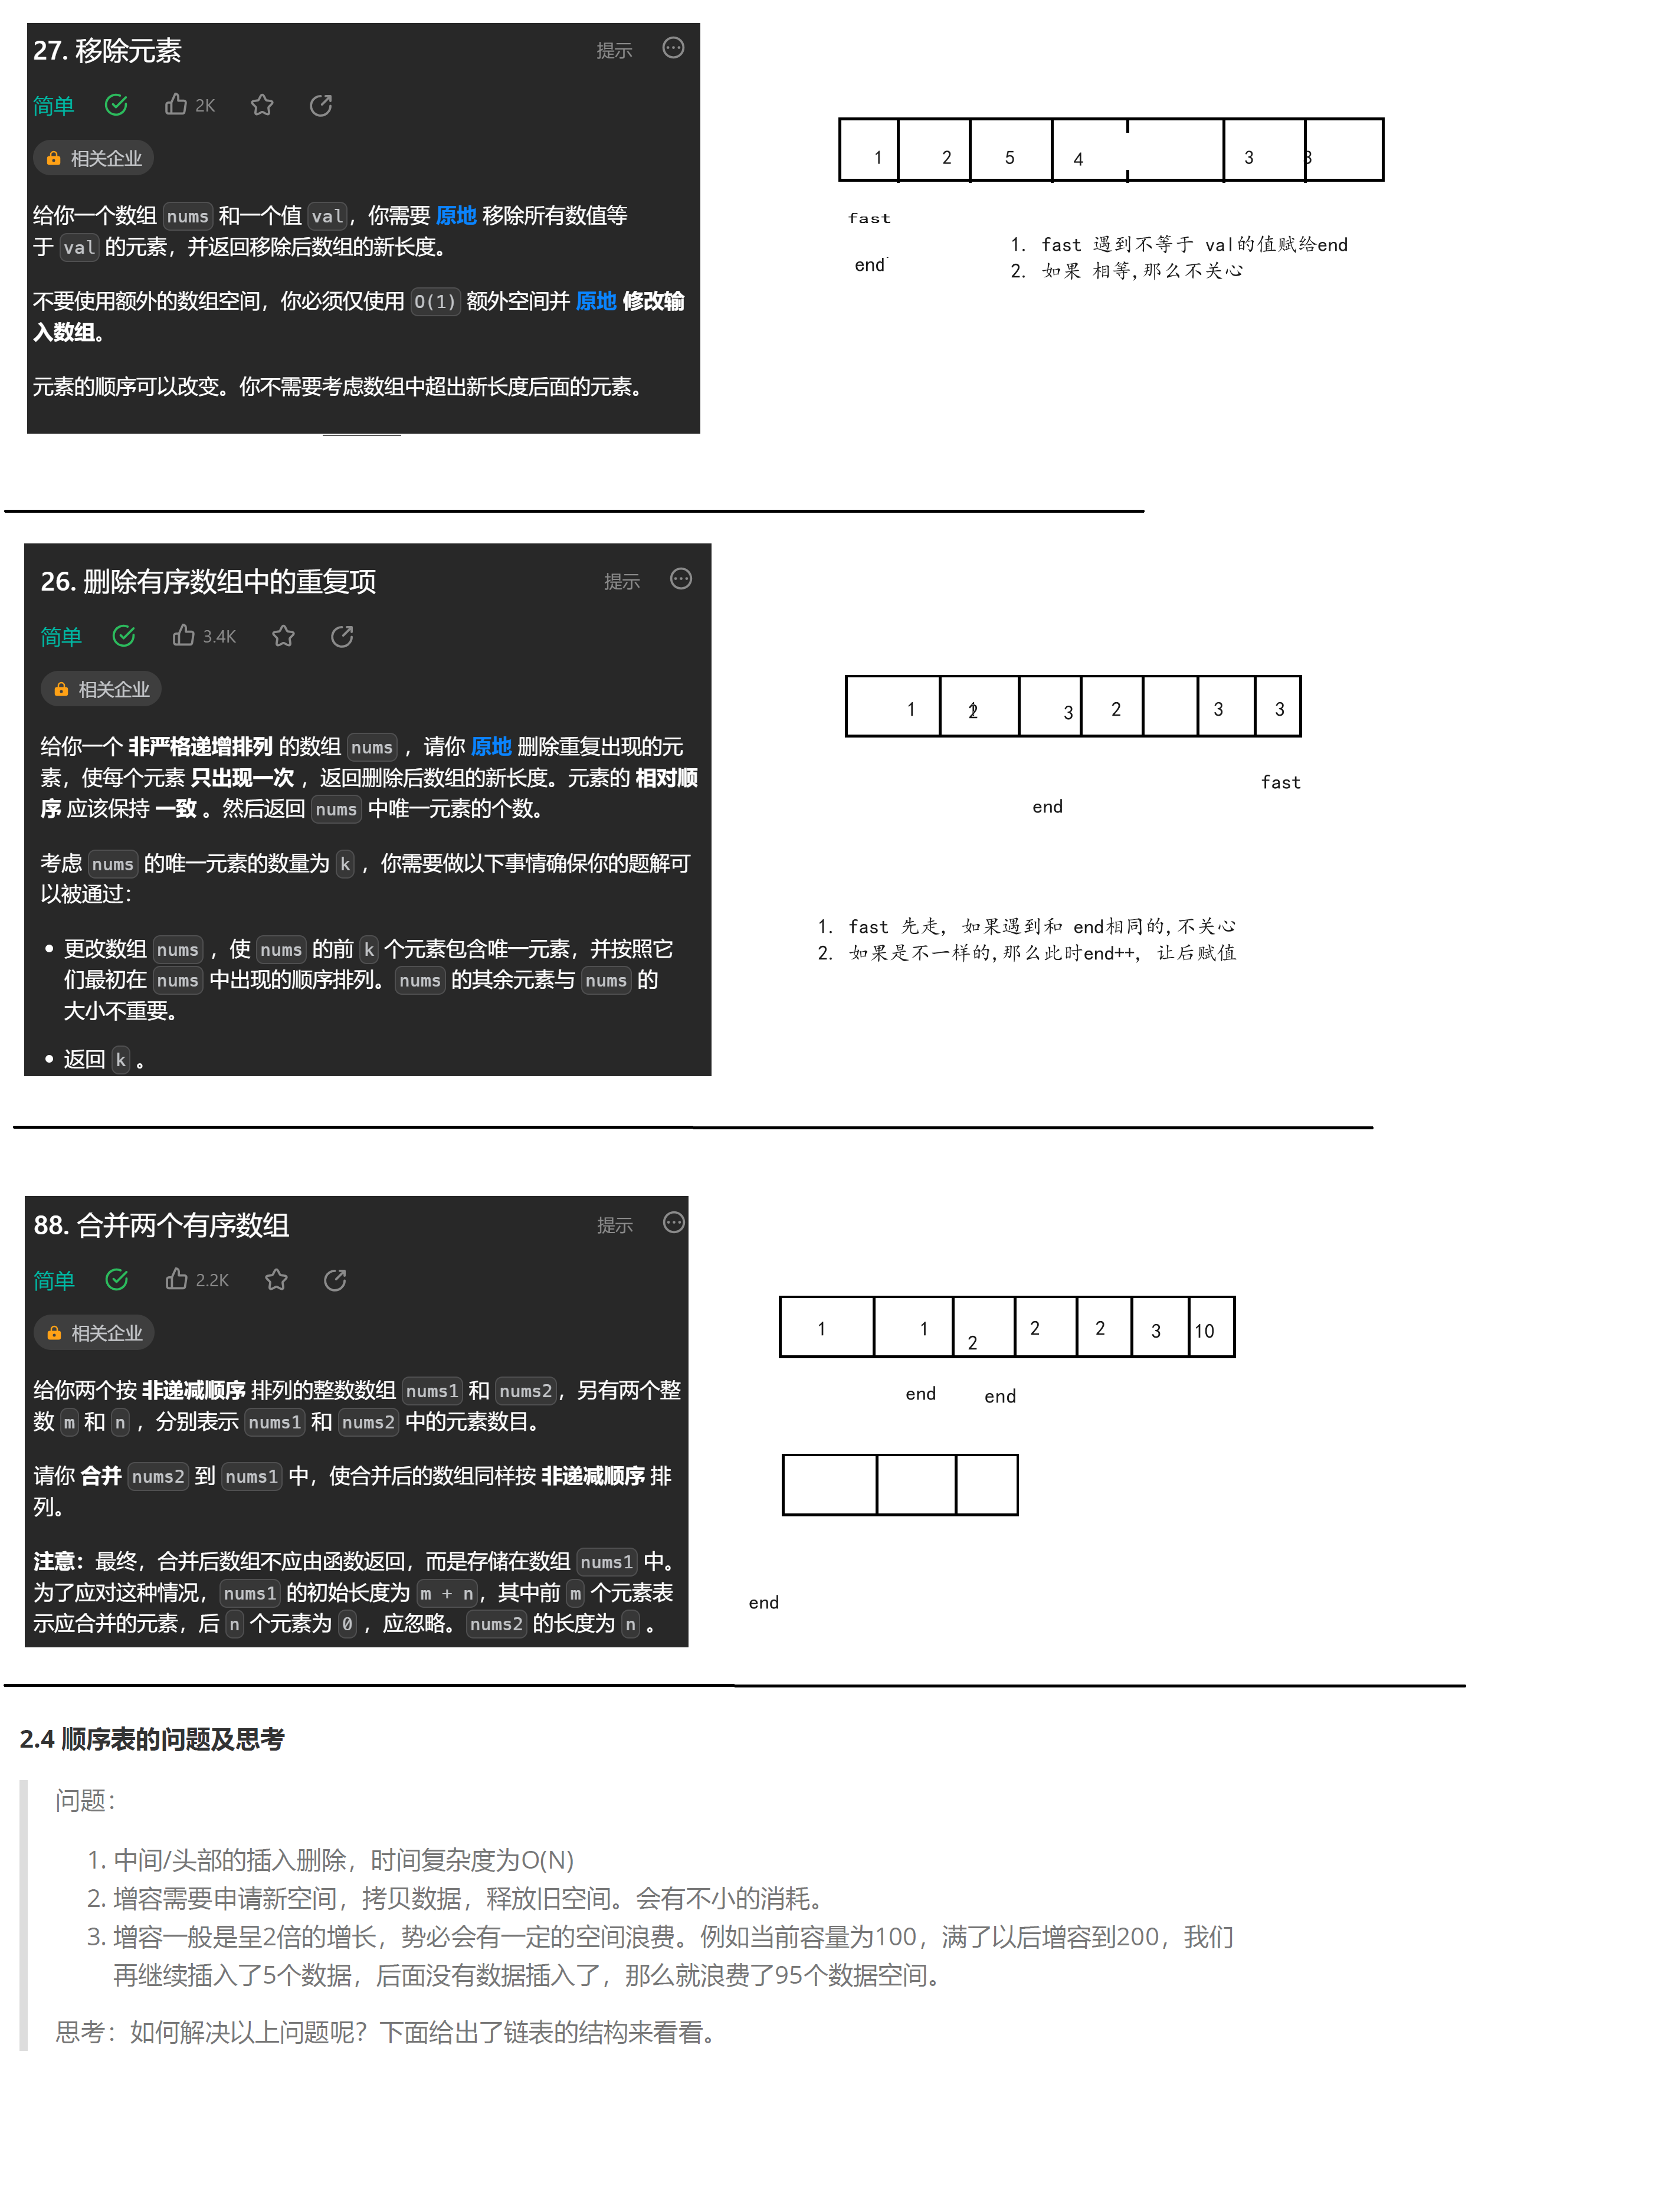 27. 移除元素
提示
简单
2K
相关企业
给你一个数组 nums 和一个值 val，你需要 原地 移除所有数值等
于 val 的元素，并返回移除后数组的新长度。
不要使用额外的数组空间，你必须仅使用 O(1) 额外空间并 原地 修改输
入数组。
元素的顺序可以改变。你不需要考虑数组中超出新长度后面的元素。
1 2 5 4 3 3
fast
end
1. fast 遇到不等于 val的值赋给end
2. 如果 相等,那么不关心
26. 删除有序数组中的重复项
提示
简单
3.4K
相关企业
给你一个 非严格递增排列 的数组 nums ，请你 原地 删除重复出现的元
素，使每个元素 只出现一次 ，返回删除后数组的新长度。元素的 相对顺
序 应该保持 一致 。然后返回 nums 中唯一元素的个数。
考虑 nums 的唯一元素的数量为 k ，你需要做以下事情确保你的题解可
以被通过：
• 更改数组 nums ，使 nums 的前 k 个元素包含唯一元素，并按照它
们最初在 nums 中出现的顺序排列。nums 的其余元素与 nums 的
大小不重要。
• 返回 k 。
1 2 3 2 3 3
fast
end
1. fast 先走, 如果遇到和 end相同的,不关心
2. 如果是不一样的,那么此时end++, 让后赋值
88. 合并两个有序数组
提示
简单
2.2K
相关企业
给你两个按 非递减顺序 排列的整数数组 nums1 和 nums2，另有两个整
数 m 和 n ，分别表示 nums1 和 nums2 中的元素数目。
请你 合并 nums2 到 nums1 中，使合并后的数组同样按 非递减顺序 排
列。
注意：最终，合并后数组不应由函数返回，而是存储在数组 nums1 中。
为了应对这种情况，nums1 的初始长度为 m + n，其中前 m 个元素表
示应合并的元素，后 n 个元素为 0 ，应忽略。nums2 的长度为 n 。
1 1 2 2 2 3 10
end end
end
2.4 顺序表的问题及思考
问题：
1. 中间/头部的插入删除，时间复杂度为O(N)
2. 增容需要申请新空间，拷贝数据，释放旧空间。会有不小的消耗。
3. 增容一般是呈2倍的增长，势必会有一定的空间浪费。例如当前容量为100，满了以后增容到200，我们
再继续插入了5个数据，后面没有数据插入了，那么就浪费了95个数据空间。
思考：如何解决以上问题呢？下面给出了链表的结构来看看。